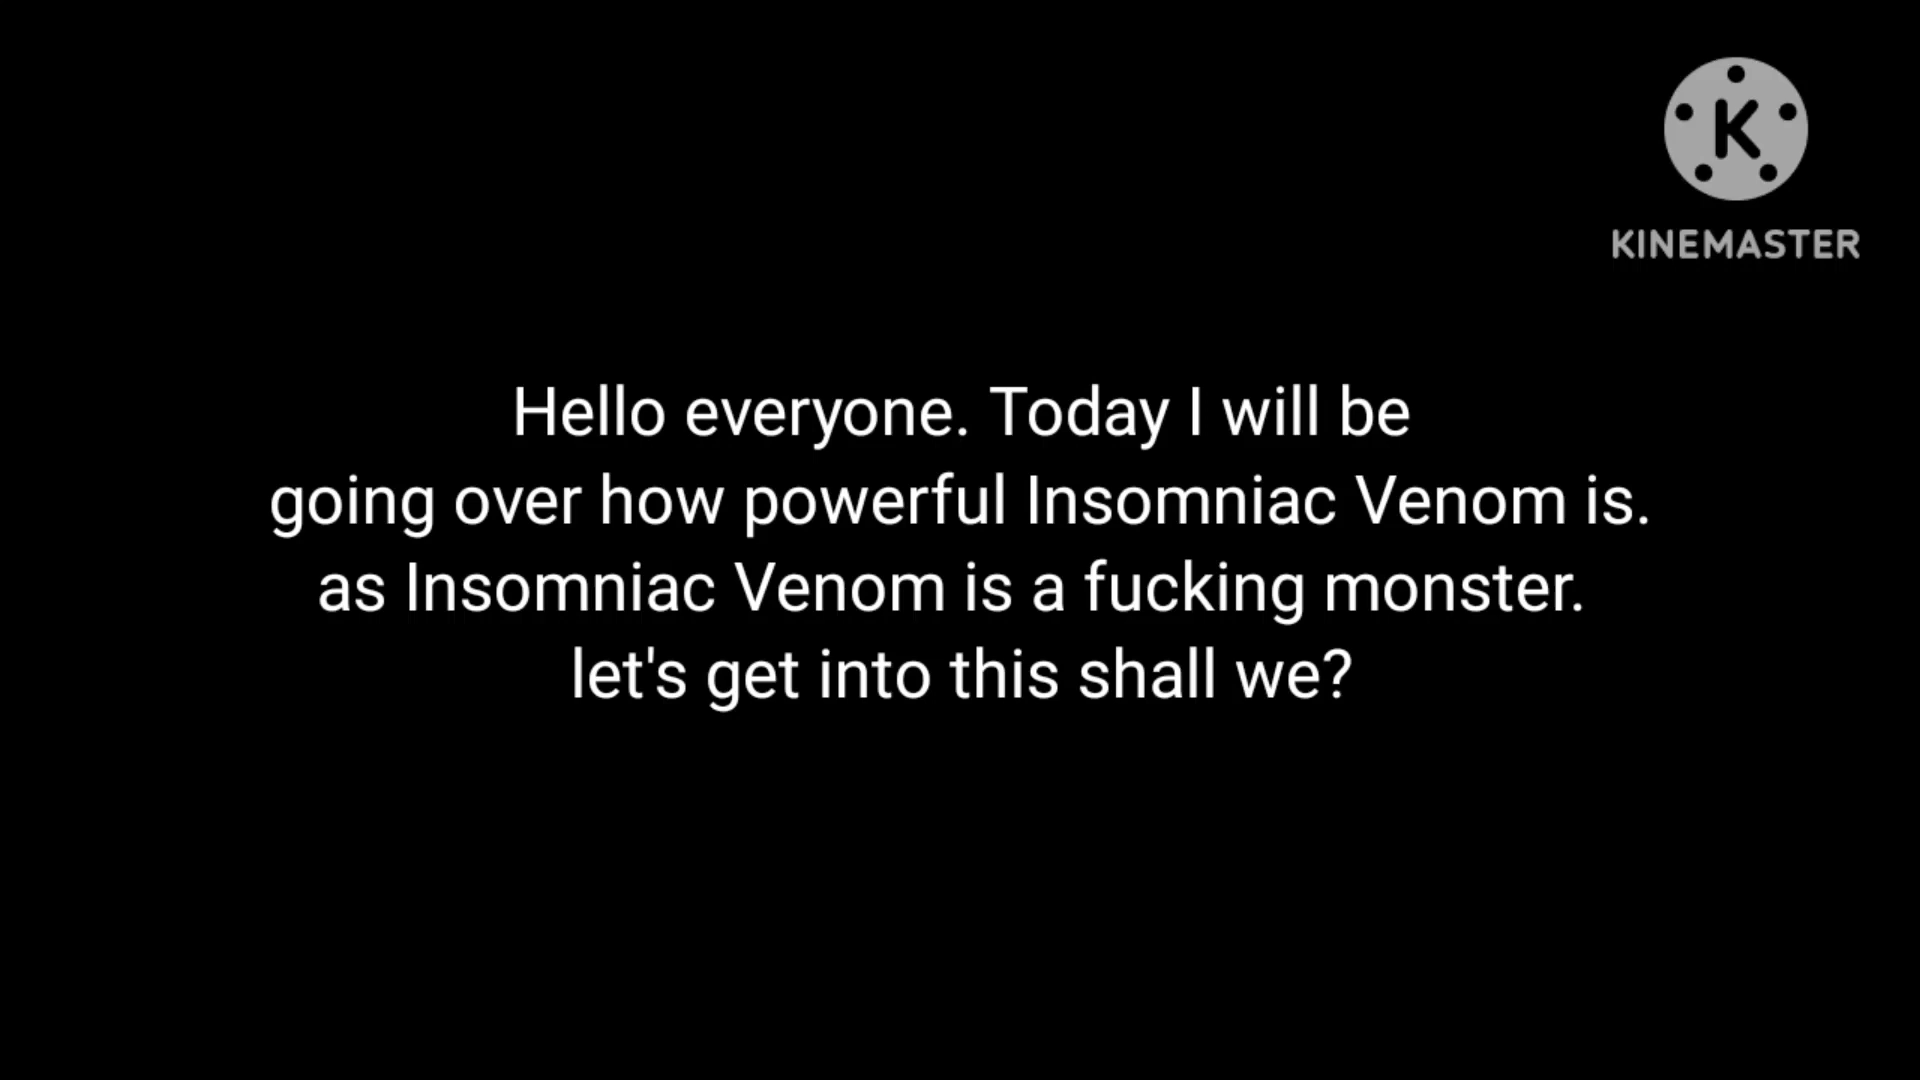 K
KINEMASTER
Hello everyone. Today I will be
going over how powerful Insomniac Venom is.
as Insomniac Venom is a fucking monster.
let's get into this shall we?